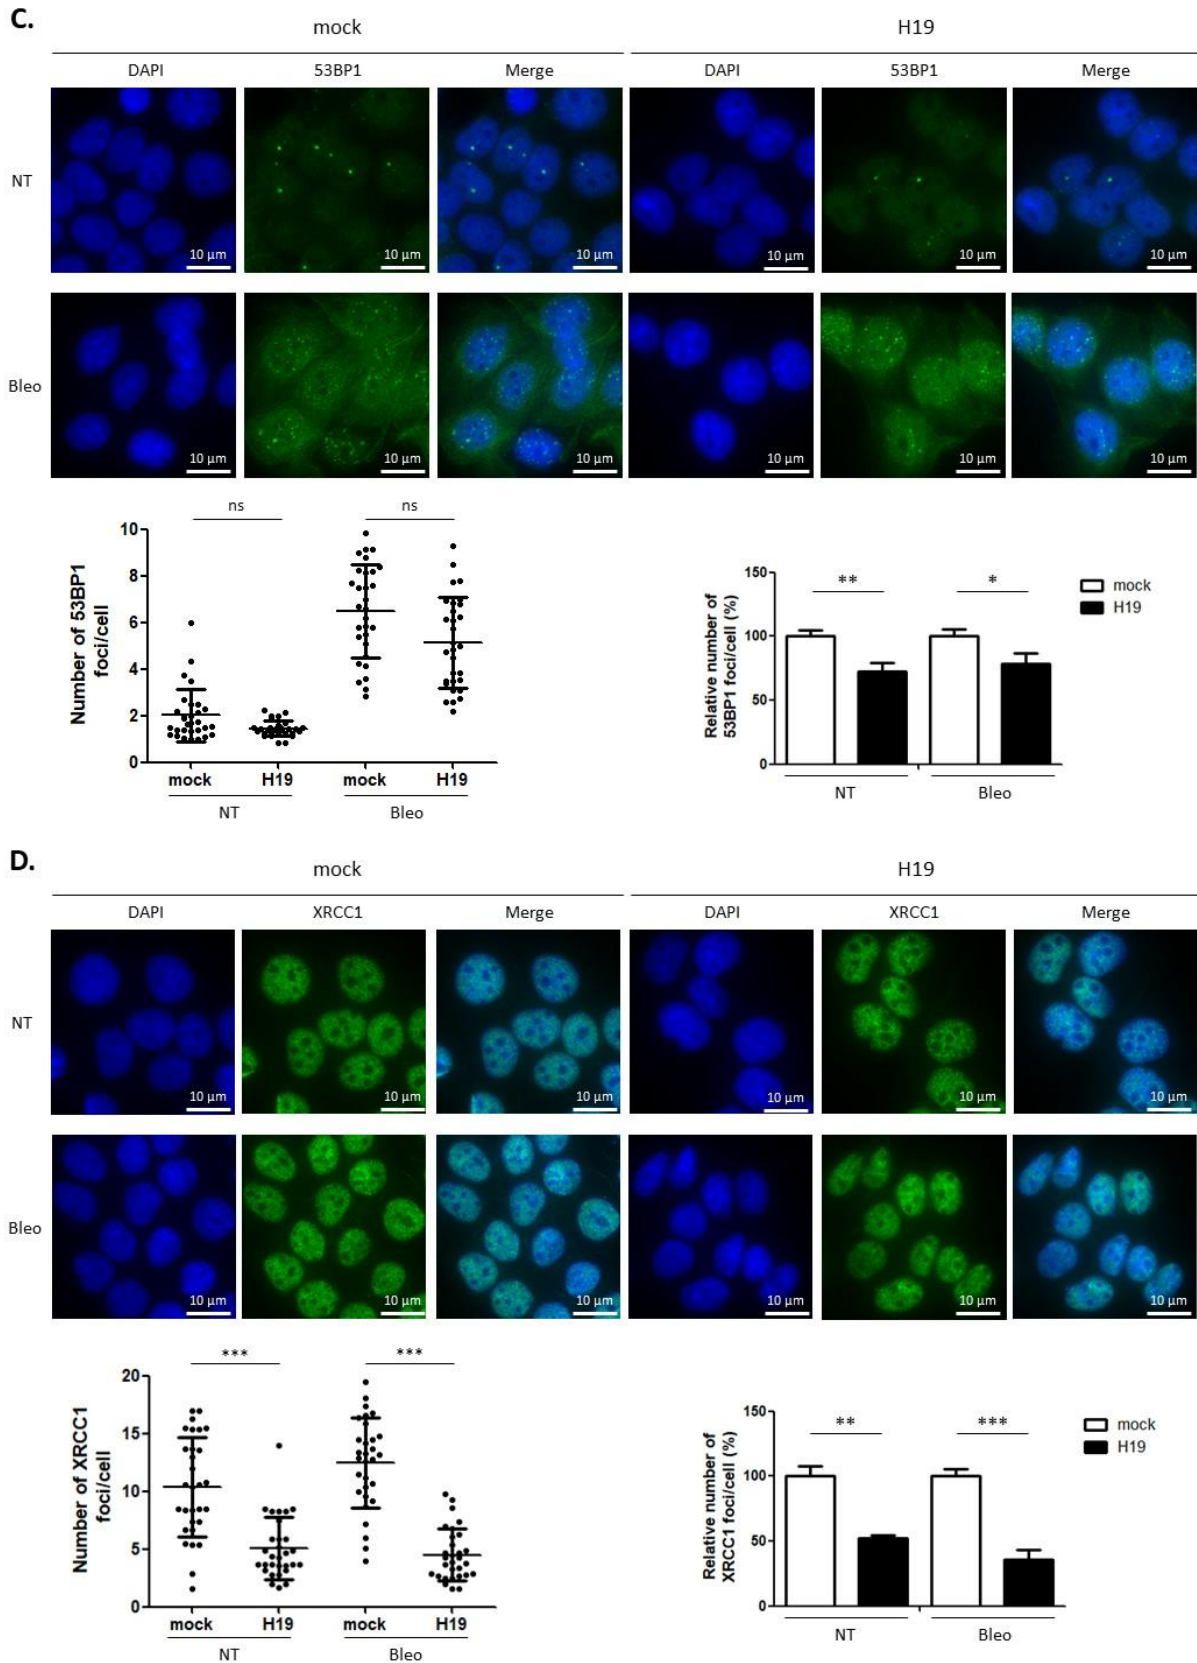 C.
mock H19
DAPI 53BP1 Merge DAPI 53BP1 Merge
NT
10 µm 10 µm 10 µm 10 µm 10 µm 10 µm
Bleo
10 µm 10 µm 10 µm 10 µm 10 µm 10 µm
ns ns
Number of 53BP1
foci/cell
10
8
6
4
2
0
mock H19 mock H19
NT Bleo
Relative number of
53BP1 foci/cell (%)
150
100
50
0
** *
mock
H19
NT Bleo
D.
mock H19
DAPI XRCC1 Merge DAPI XRCC1 Merge
NT
10 µm 10 µm 10 µm 10 µm 10 µm 10 µm
Bleo
10 µm 10 µm 10 µm 10 µm 10 µm 10 µm
*** ***
Number of XRCC1
foci/cell
20
15
10
5
0
mock H19 mock H19
NT Bleo
Relative number of
XRCC1 foci/cell (%)
150
100
50
0
** ***
mock
H19
NT Bleo